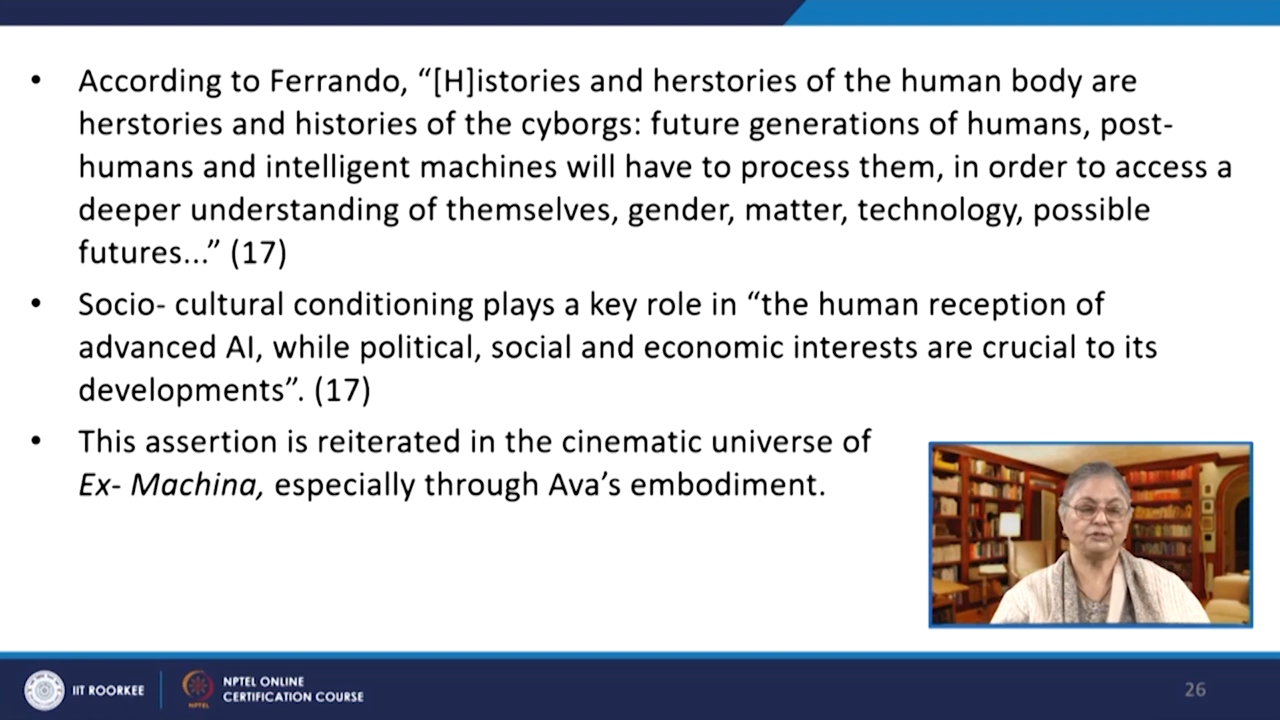 • According to Ferrando, “[H]istories and herstories of the human body are
herstories and histories of the cyborgs: future generations of humans, post-
humans and intelligent machines will have to process them, in order to access a
deeper understanding of themselves, gender, matter, technology, possible
futures...” (17)
• Socio- cultural conditioning plays a key role in “the human reception of
advanced AI, while political, social and economic interests are crucial to its
developments”. (17)
• This assertion is reiterated in the cinematic universe of
Ex- Machina, especially through Ava’s embodiment.
IIT ROORKEE
NPTEL
NPTEL ONLINE
CERTIFICATION COURSE
26